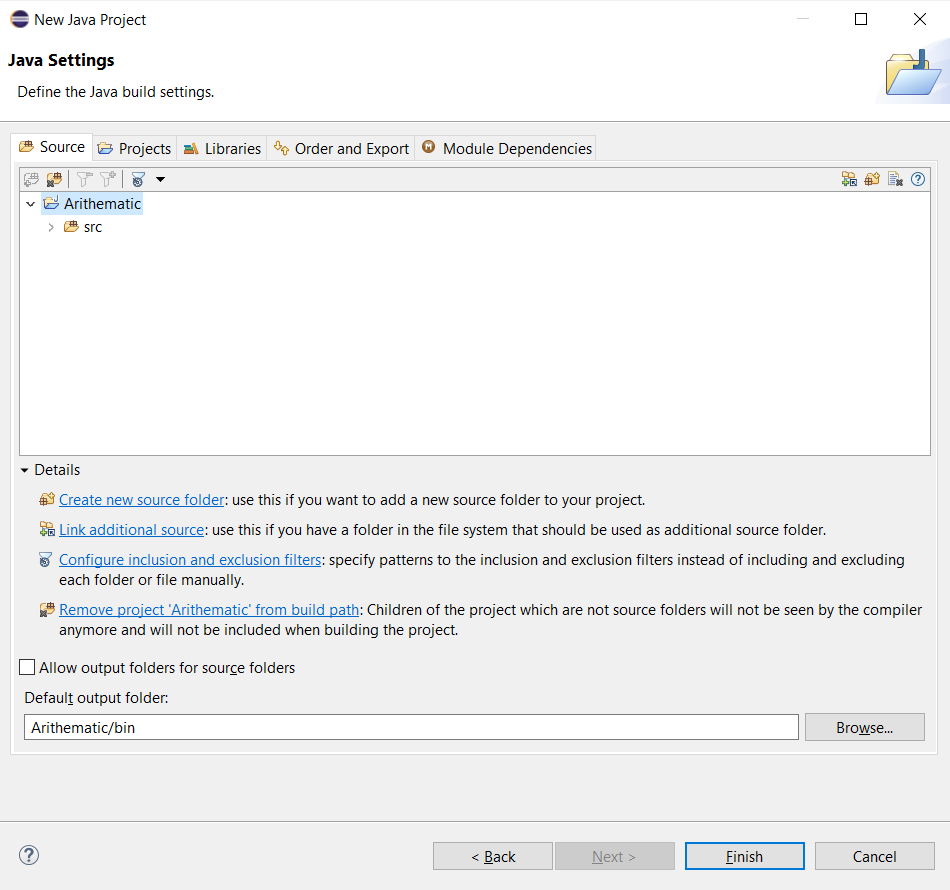 New Java Project
Java Settings
Define the Java build settings.
Source Projects Libraries Order and Export Module Dependencies
Arithematic
src
Details
Create new source folder: use this if you want to add a new source folder to your project.
Link additional source: use this if you have a folder in the file system that should be used as additional source folder.
Configure inclusion and exclusion filters: specify patterns to the inclusion and exclusion filters instead of including and excluding
each folder or file manually.
Remove project 'Arithematic' from build path: Children of the project which are not source folders will not be seen by the compiler
anymore and will not be included when building the project.
Allow output folders for source folders
Default output folder:
Arithematic/bin Browse...
< Back Next > Finish Cancel